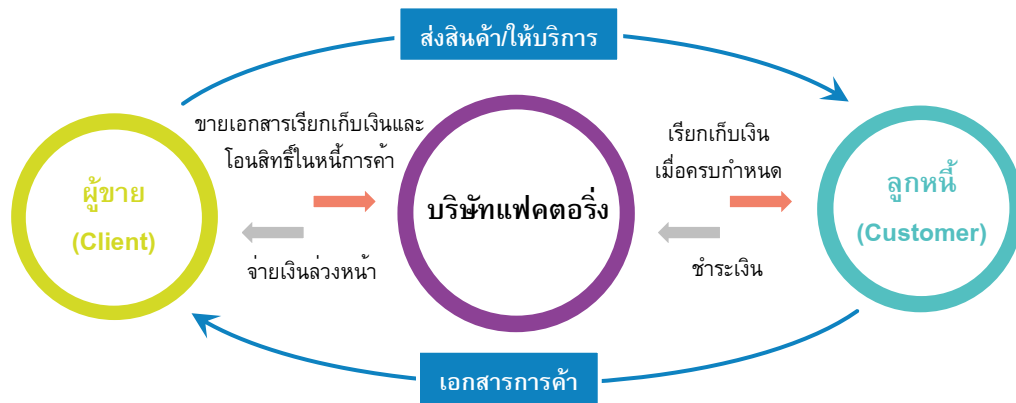 ส่งสินค้า/ให้บริการ
ขายเอกสารเรียกเก็บเงินและ
โอนสิทธิ์ในหนี้การค้า
เรียกเก็บเงิน
เมื่อครบกำหนด
ผู้ขาย
(Client)
บริษัทแฟคตอริ่ง
ลูกหนี้
(Customer)
จ่ายเงินล่วงหน้า
ชำระเงิน
เอกสารการค้า